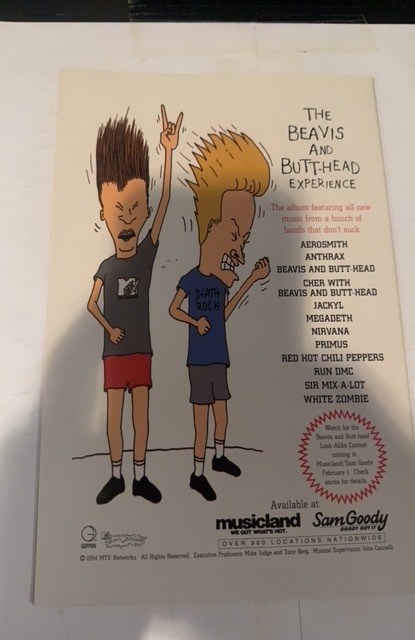 THE
BEAVIS
AND
BUTT-HEAD
EXPERIENCE
The album featuring all new
music from a bunch of
bands that don't suck.
AEROSMITH
ANTHRAX
BEAVIS AND BUTT-HEAD
CHER WITH
BEAVIS AND BUTT-HEAD
JACKYL
MEGADETH
NIRVANA
PRIMUS
RED HOT CHILI PEPPERS
RUN DMC
SIR MIX-A-LOT
WHITE ZOMBIE
MTV
DEATH
ROCK
Watch for the
Beavis and Butt-head
Look Alike Contest
coming to
Musicland/Sam Goody
February 1. Check
stores for details
Available at:
musicland
WE GOT WHAT'S HOT.
Sam Goody
GOODY GOT IT
OVER 800 LOCATIONS NATIONWIDE
GEFFEN
© 1994 MTV Networks. All Rights Reserved. Executive Producers: Mike Judge and Tony Berg. Musical Supervision: John Cannelli